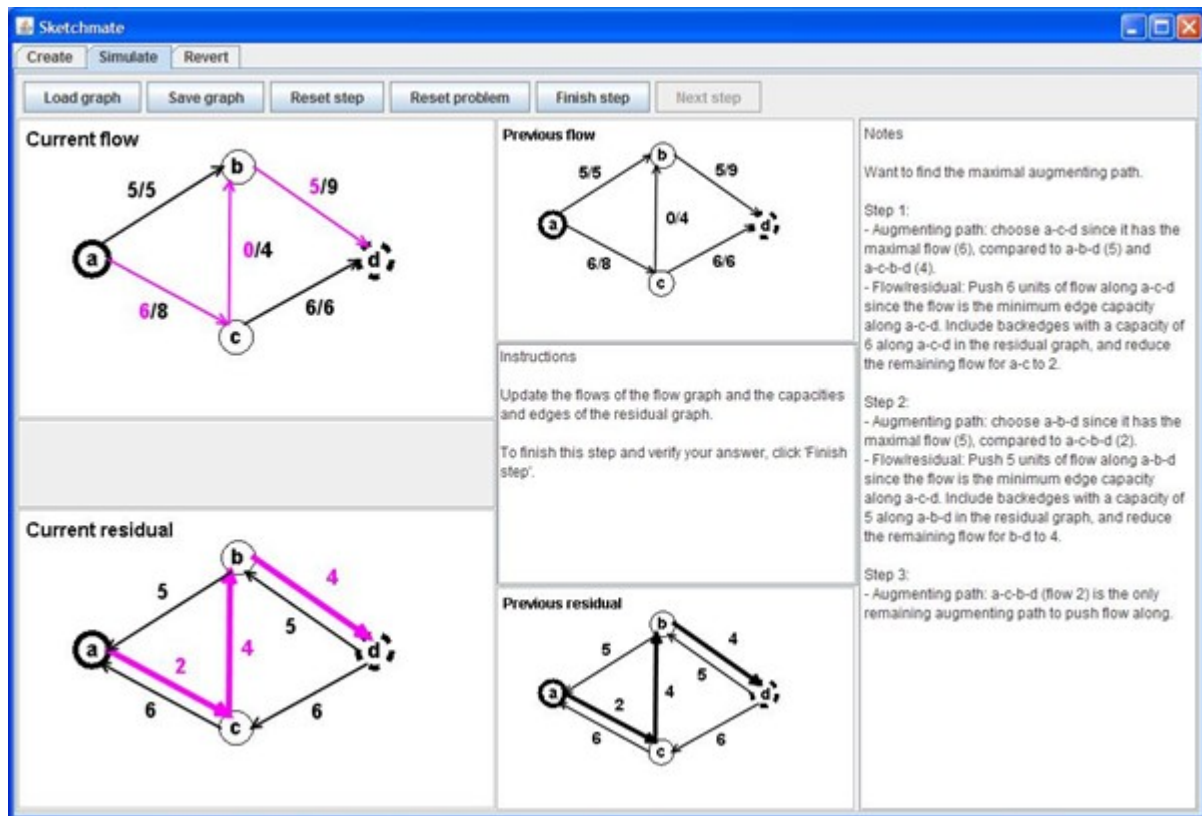 Sketchmate
Create Simulate Revert
Load graph Save graph Reset step Reset problem Finish step Next step
Current flow
b
5/5
5/9
a
0/4
d
6/8
6/6
c
Current residual
b
4
5
5
a
4
d
2
6
6
c
Previous flow
b
5/5
5/9
a
0/4
d
6/8
6/6
c
Instructions
Update the flows of the flow graph and the capacities
and edges of the residual graph.
To finish this step and verify your answer, click 'Finish
step'.
Previous residual
b
4
5
5
a
4
d
2
6
6
c
Notes
Want to find the maximal augmenting path.
Step 1:
- Augmenting path: choose a-c-d since it has the
maximal flow (6), compared to a-b-d (5) and
a-c-b-d (4).
- Flow/residual: Push 6 units of flow along a-c-d
since the flow is the minimum edge capacity
along a-c-d. Include backedges with a capacity of
6 along a-c-d in the residual graph, and reduce
the remaining flow for a-c to 2.
Step 2:
- Augmenting path: choose a-b-d since it has the
maximal flow (5), compared to a-c-b-d (2).
- Flow/residual: Push 5 units of flow along a-b-d
since the flow is the minimum edge capacity
along a-c-d. Include backedges with a capacity of
5 along a-b-d in the residual graph, and reduce
the remaining flow for b-d to 4.
Step 3:
- Augmenting path: a-c-b-d (flow 2) is the only
remaining augmenting path to push flow along.